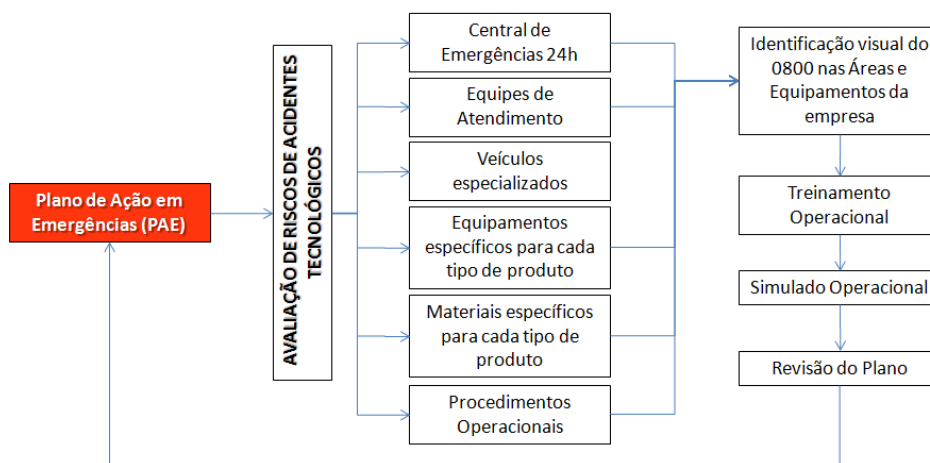 Plano de Ação em
Emergências (PAE)
AVALIAÇÃO DE RISCOS DE ACIDENTES
TECNOLÓGICOS
Central de
Emergências 24h
Equipes de
Atendimento
Veículos
especializados
Equipamentos
específicos para cada
tipo de produto
Materiais específicos
para cada tipo de
produto
Procedimentos
Operacionais
Identificação visual do
0800 nas Áreas e
Equipamentos da
empresa
Treinamento
Operacional
Simulado Operacional
Revisão do Plano